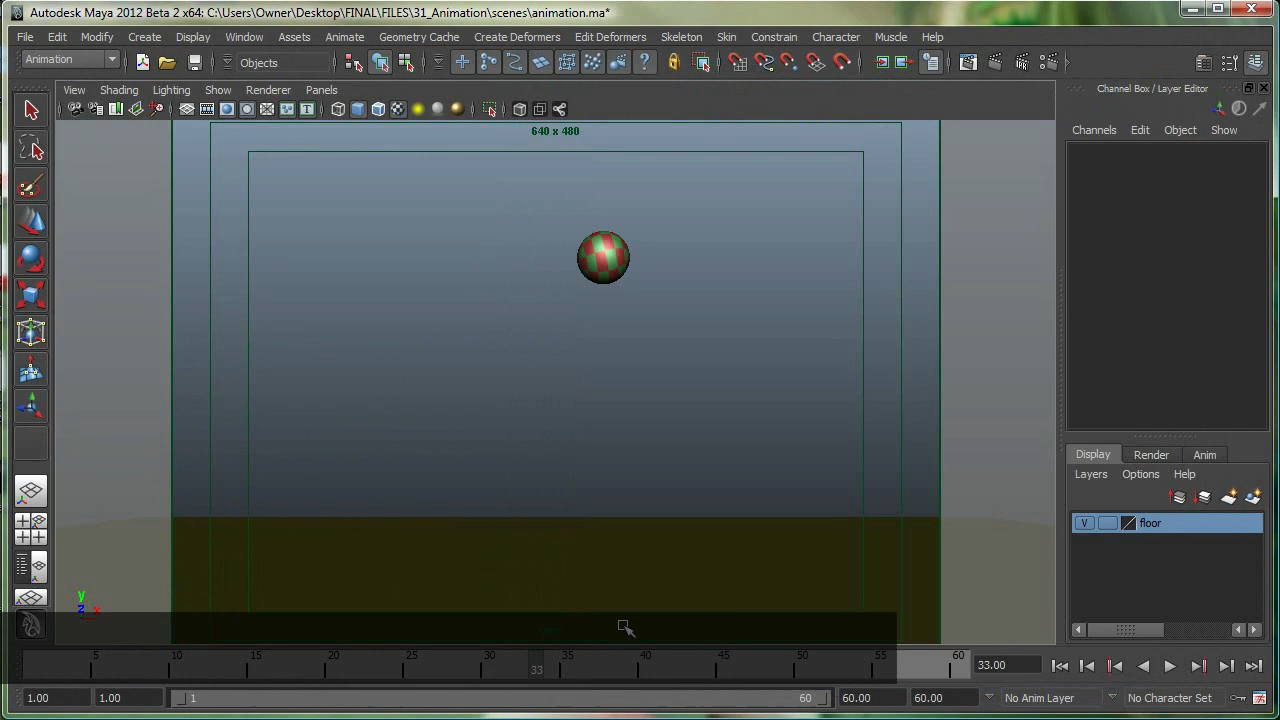 Autodesk Maya 2012 Beta 2 x64: C:\Users\Owner\Desktop\FINAL\FILES\31_Animation\scenes\animation.ma*
File Edit Modify Create Display Window Assets Animate Geometry Cache Create Deformers Edit Deformers Skeleton Skin Constrain Character Muscle Help
Animation Objects
View Shading Lighting Show Renderer Panels
Channel Box / Layer Editor
Channels Edit Object Show
640 x 480
Display Render Anim
Layers Options Help
V floor
y
z x
5 10 15 20 25 30 33 35 40 45 50 55 60 33.00
1.00 1.00 1 60 60.00 60.00 No Anim Layer No Character Set